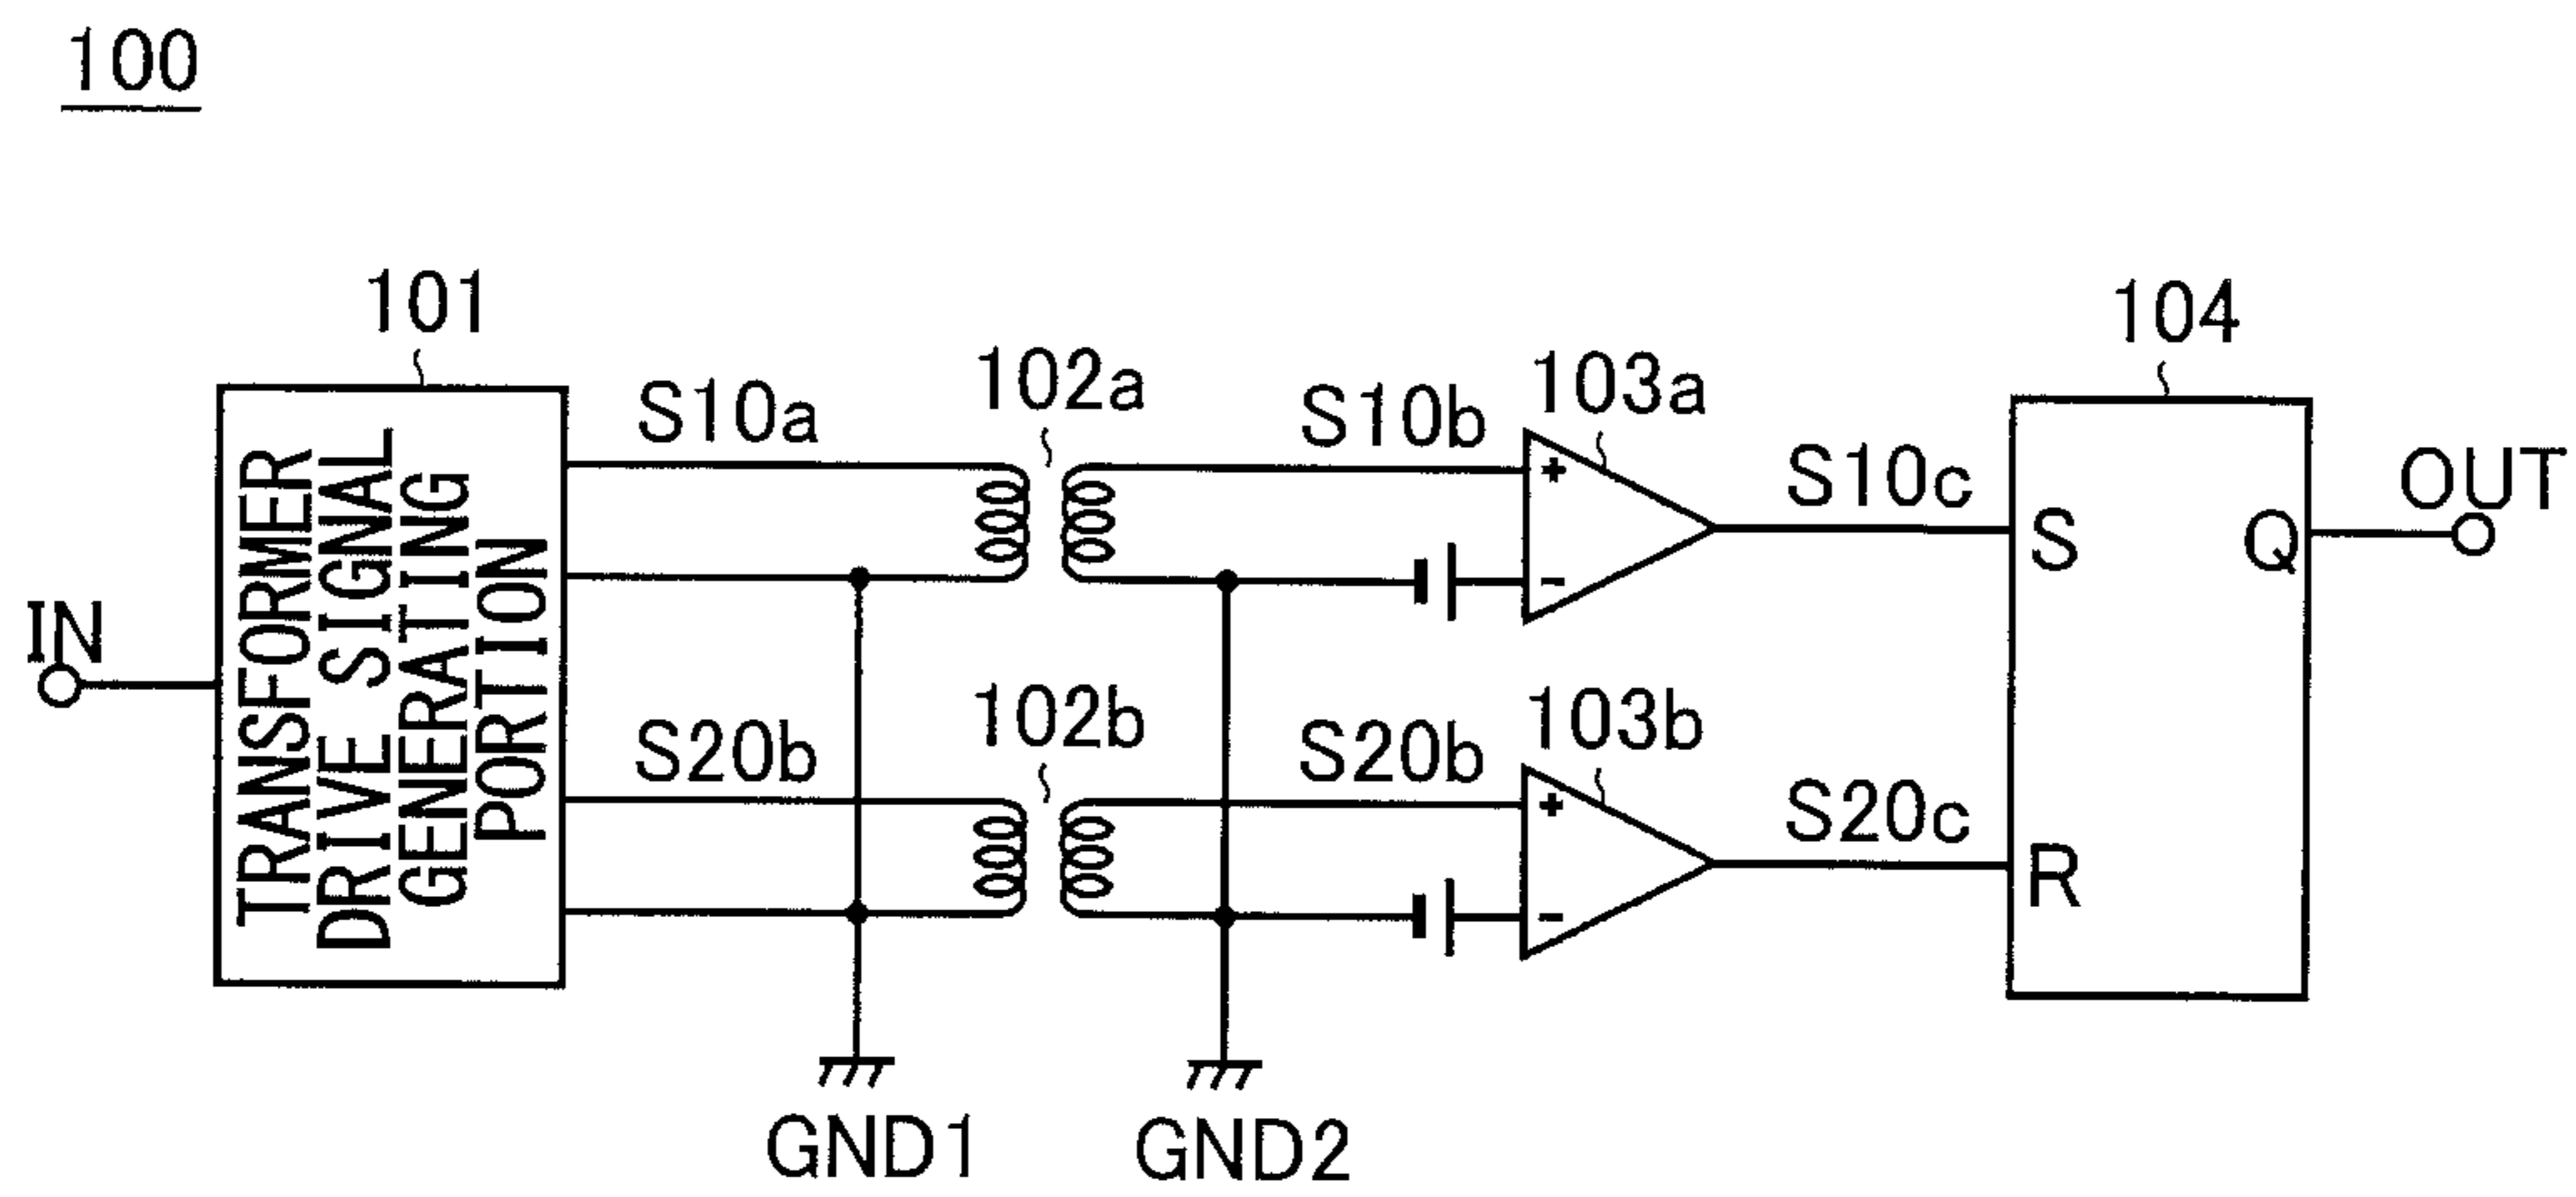 100
101
TRANSFORMER
DRIVE SIGNAL
GENERATING
PORTION
IN
S10a
102a
S10b
103a
S10c
104
S
Q
OUT
S20b
102b
S20b
103b
S20c
R
+
-
+
-
GND1
GND2